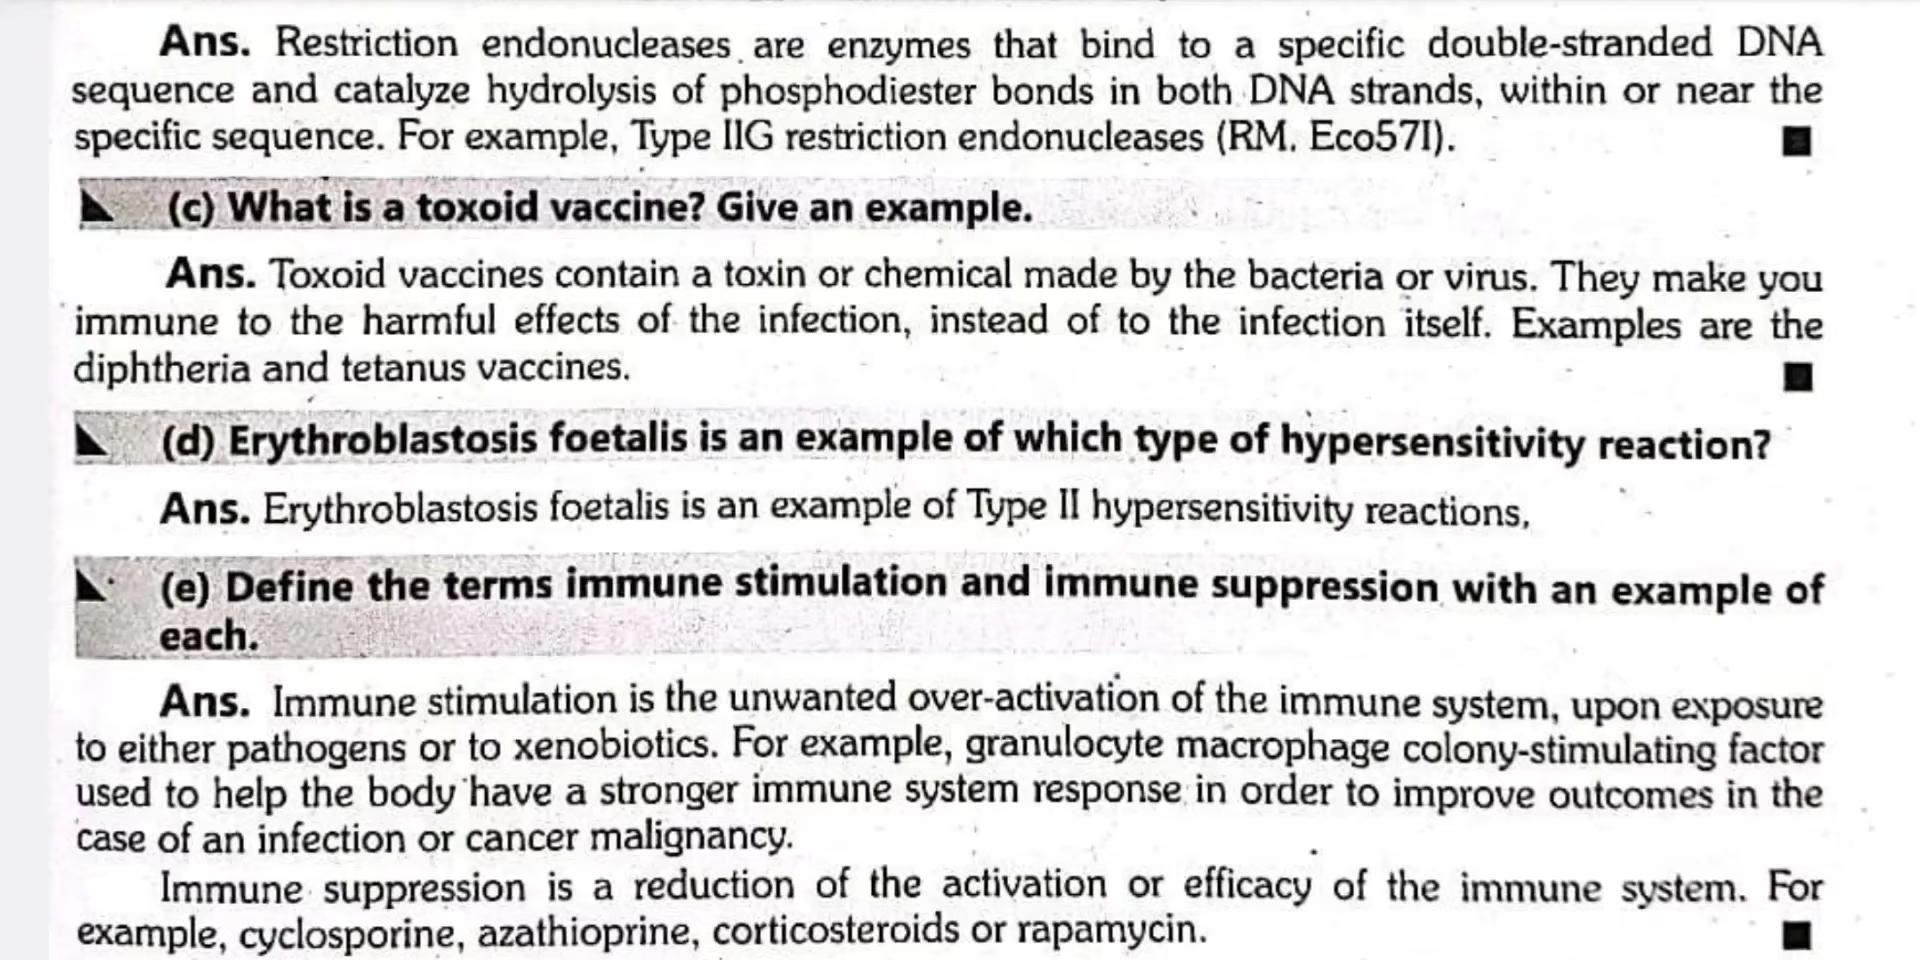 Ans. Restriction endonucleases are enzymes that bind to a specific double-stranded DNA
sequence and catalyze hydrolysis of phosphodiester bonds in both DNA strands, within or near the
specific sequence. For example, Type IIG restriction endonucleases (RM. Eco57I).
(c) What is a toxoid vaccine? Give an example.
Ans. Toxoid vaccines contain a toxin or chemical made by the bacteria or virus. They make you
immune to the harmful effects of the infection, instead of to the infection itself. Examples are the
diphtheria and tetanus vaccines.
(d) Erythroblastosis foetalis is an example of which type of hypersensitivity reaction?
Ans. Erythroblastosis foetalis is an example of Type II hypersensitivity reactions,
(e) Define the terms immune stimulation and immune suppression with an example of
each.
Ans. Immune stimulation is the unwanted over-activation of the immune system, upon exposure
to either pathogens or to xenobiotics. For example, granulocyte macrophage colony-stimulating factor
used to help the body have a stronger immune system response in order to improve outcomes in the
case of an infection or cancer malignancy.
Immune suppression is a reduction of the activation or efficacy of the immune system. For
example, cyclosporine, azathioprine, corticosteroids or rapamycin.